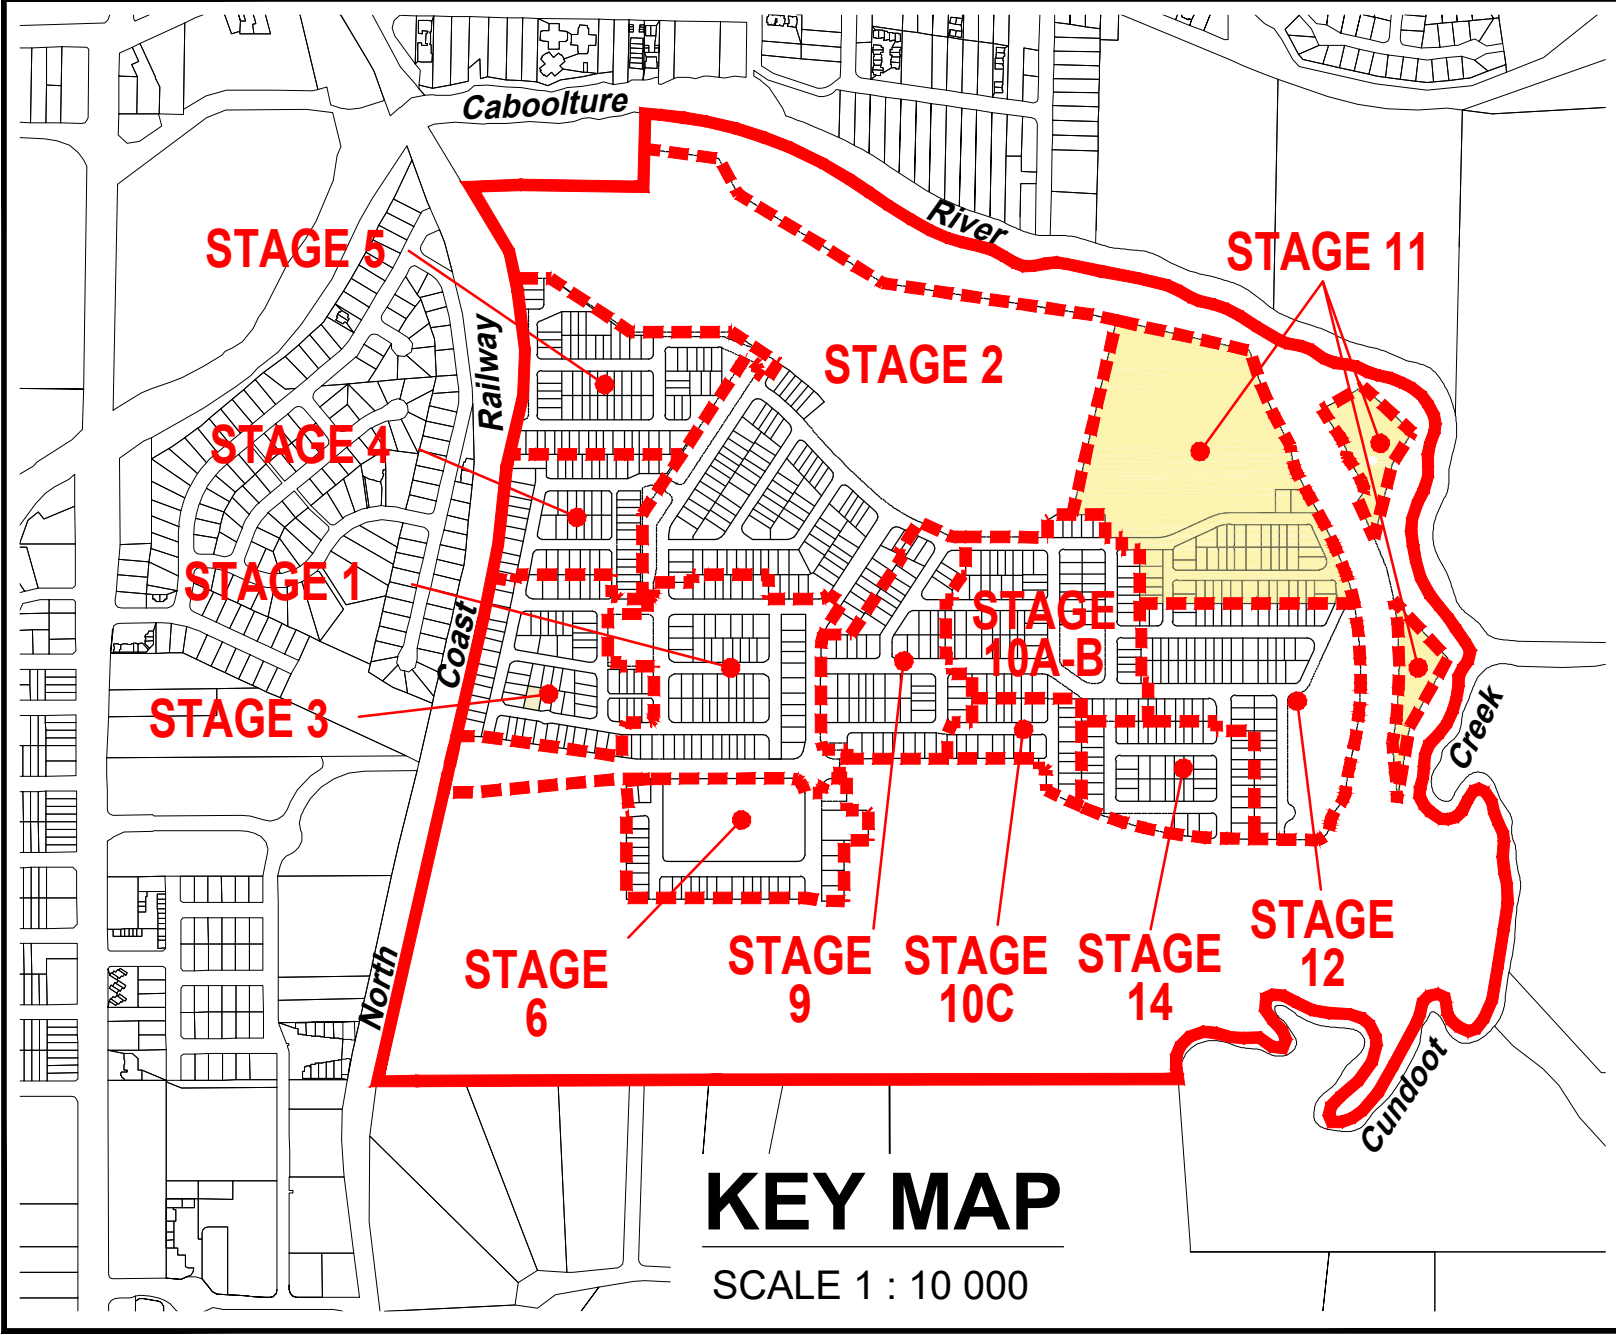 Caboolture
River
STAGE 5
STAGE 11
Railway
STAGE 2
STAGE 4
STAGE 1
STAGE
10A-B
Coast
STAGE 3
Creek
STAGE
12
STAGE
6
STAGE
9
STAGE
10C
STAGE
14
North
Cundoot
KEY MAP
SCALE 1 : 10 000